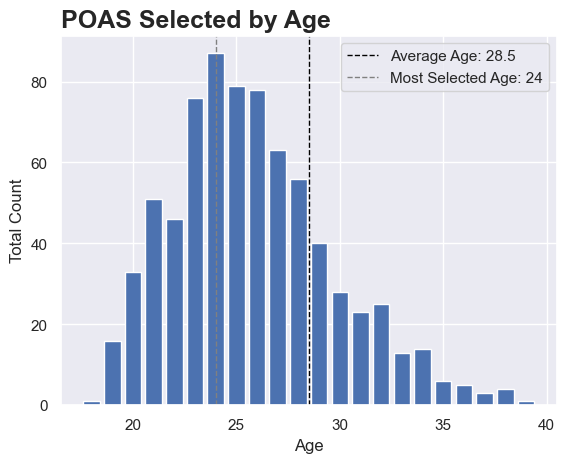 POAS Selected by Age
Average Age: 28.5
Most Selected Age: 24
Total Count
80
60
40
20
0
20 25 30 35 40
Age